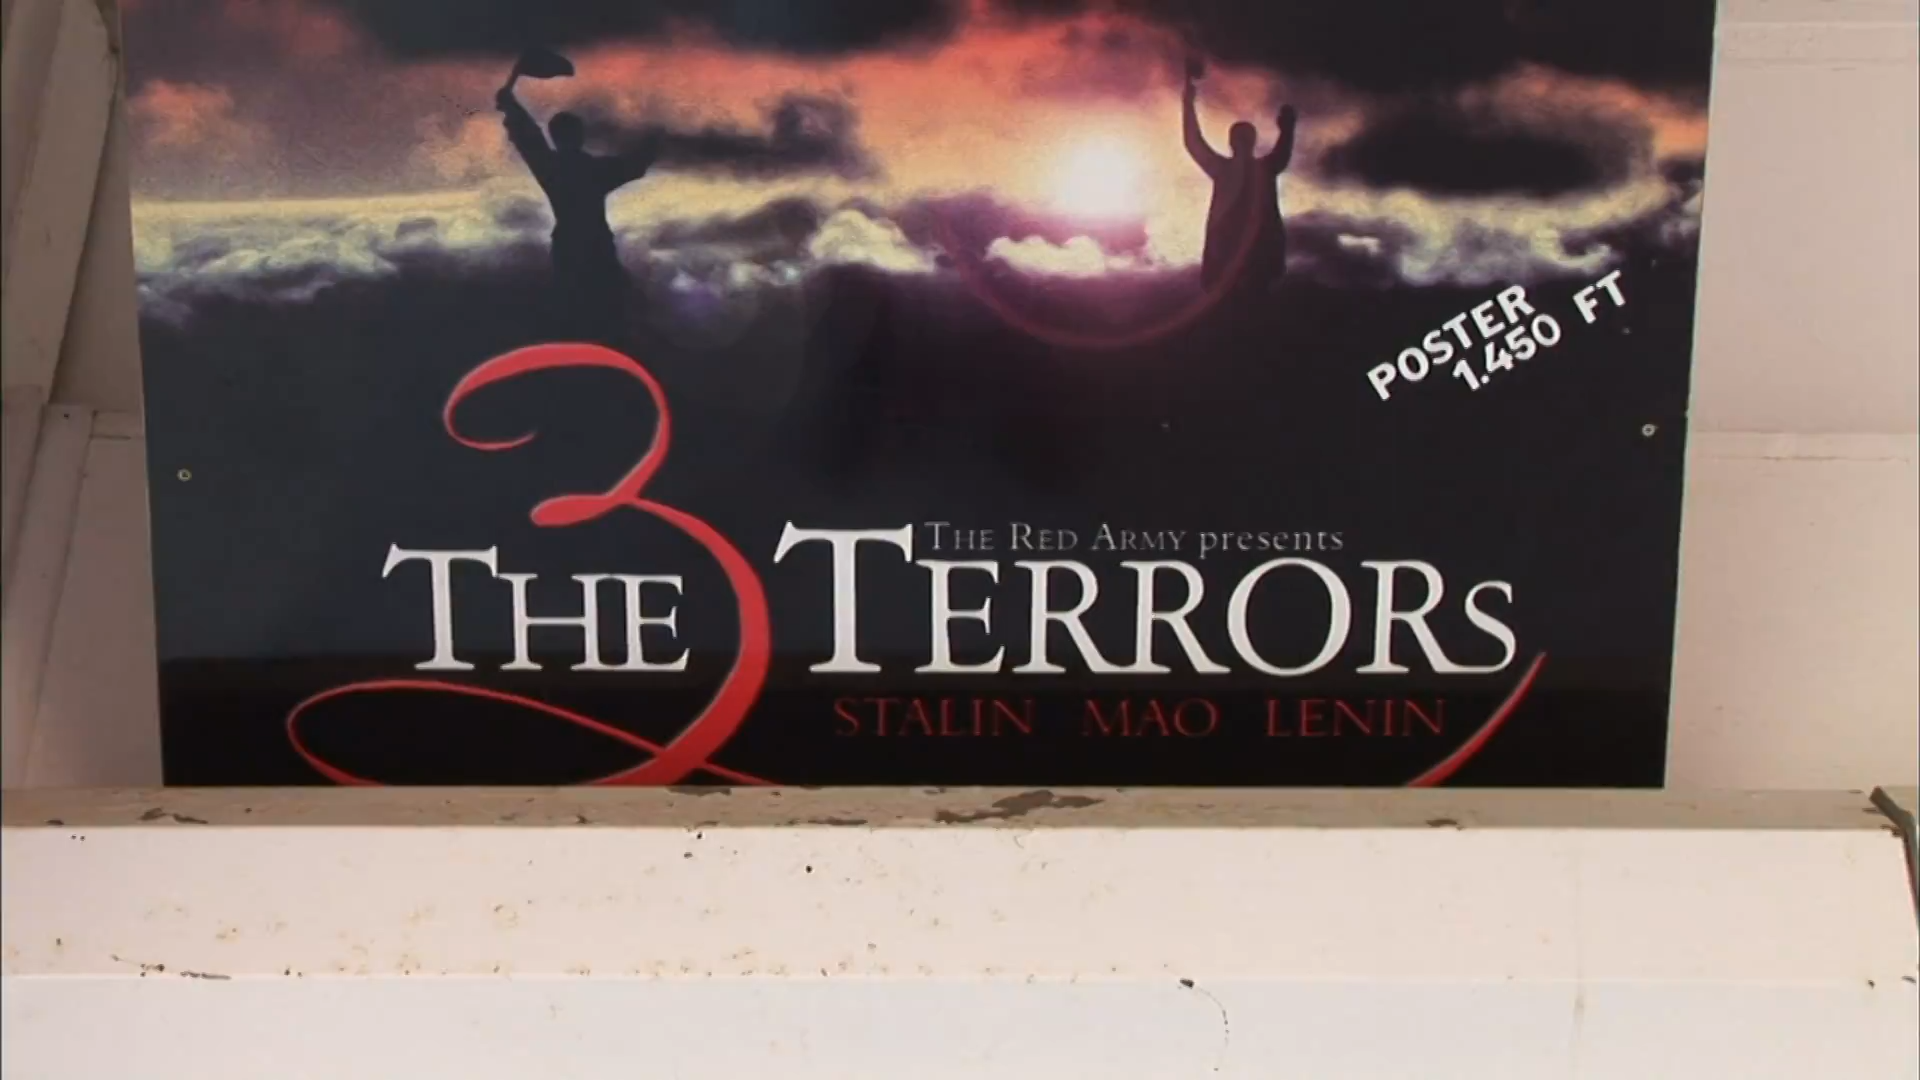 POSTER
1.450 FT
The Red Army presents
The 3 Terrors
STALIN MAO LENIN